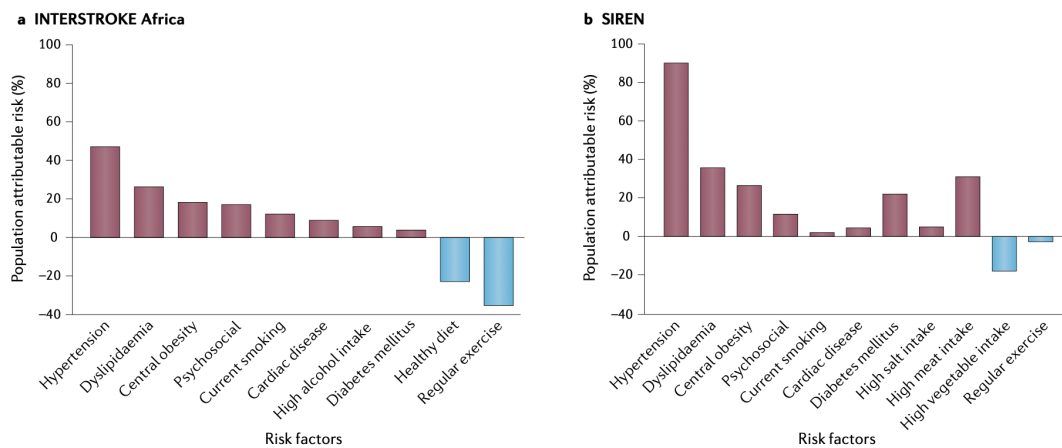 a INTERSTROKE Africa
Population attributable risk (%)
100
80
60
40
20
0
−20
−40
Hypertension
Dyslipidaemia
Central obesity
Psychosocial
Current smoking
Cardiac disease
High alcohol intake
Diabetes mellitus
Healthy diet
Regular exercise
Risk factors
b SIREN
Population attributable risk (%)
100
80
60
40
20
0
−20
−40
Hypertension
Dyslipidaemia
Central obesity
Psychosocial
Current smoking
Cardiac disease
Diabetes mellitus
High salt intake
High meat intake
High vegetable intake
Regular exercise
Risk factors